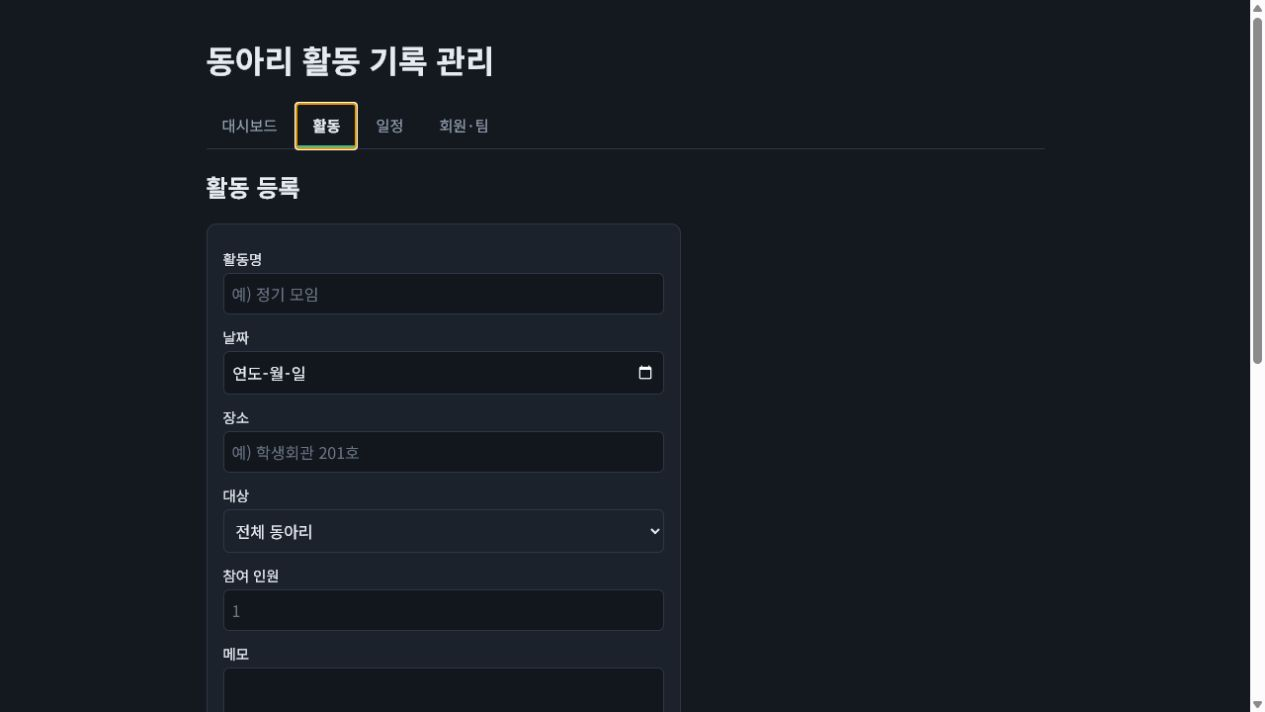 동아리 활동 기록 관리
대시보드 활동 일정 회원·팀
활동 등록
활동명
예) 정기 모임
날짜
연도-월-일
장소
예) 학생회관 201호
대상
전체 동아리
참여 인원
1
메모